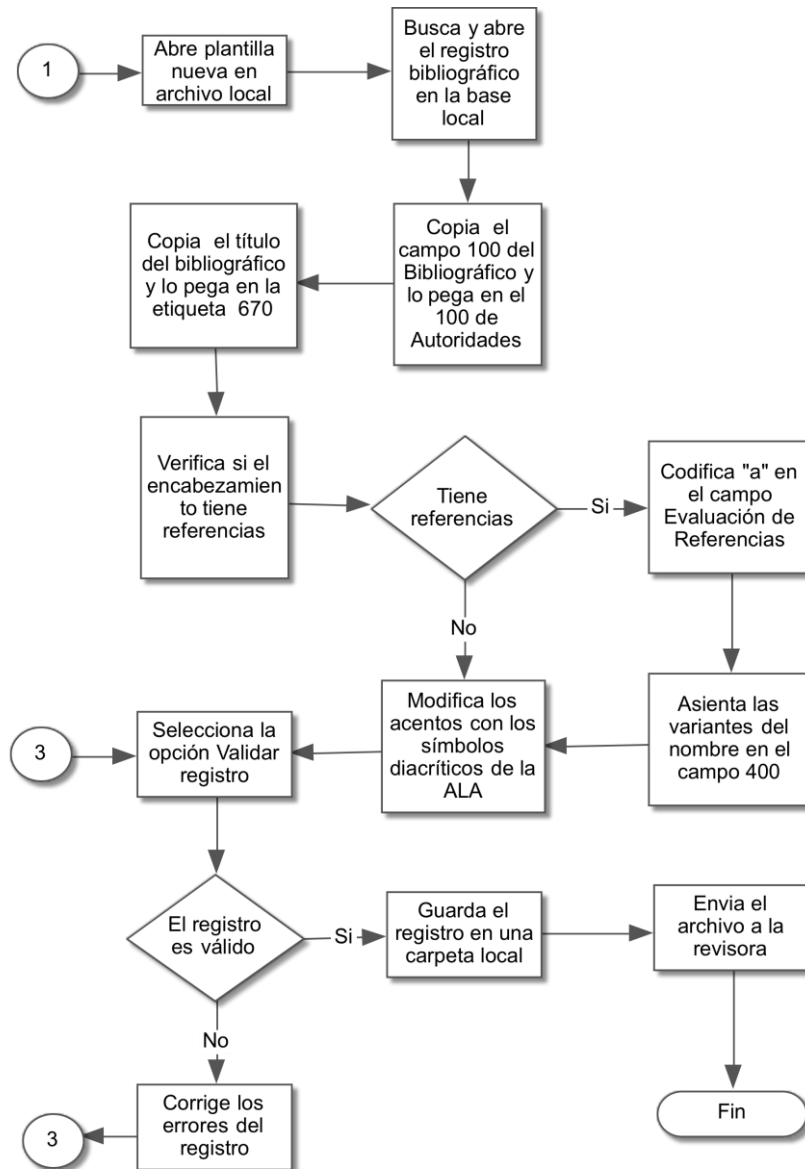 1
Abre plantilla
nueva en
archivo local
Busca y abre
el registro
bibliográfico
en la base
local
Copia el
campo 100 del
Bibliográfico y
lo pega en el
100 de
Autoridades
Copia el título
del bibliográfico
y lo pega en la
etiqueta 670
Verifica si el
encabezamien
to tiene
referencias
Tiene
referencias
Si
Codifica "a" en
el campo
Evaluación de
Referencias
No
Asienta las
variantes del
nombre en el
campo 400
Modifica los
acentos con los
símbolos
diacríticos de la
ALA
3
Selecciona la
opción Validar
registro
El registro
es válido
Si
Guarda el
registro en una
carpeta local
Envia el
archivo a la
revisora
No
Fin
Corrige los
errores del
registro
3